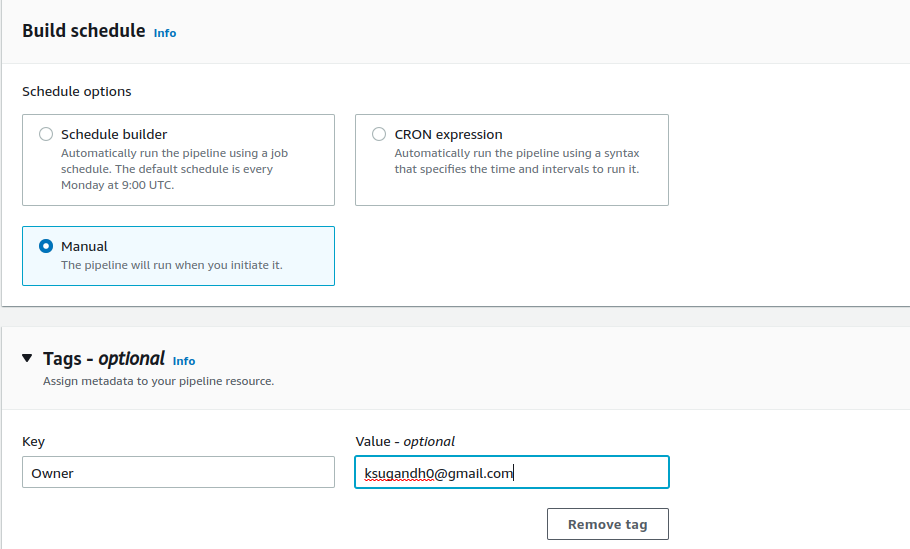 Build schedule Info
Schedule options
Schedule builder
Automatically run the pipeline using a job
schedule. The default schedule is every
Monday at 9:00 UTC.
CRON expression
Automatically run the pipeline using a syntax
that specifies the time and intervals to run it.
Manual
The pipeline will run when you initiate it.
Tags - optional Info
Assign metadata to your pipeline resource.
Key
Owner
Value - optional
ksugandh0@gmail.com
Remove tag